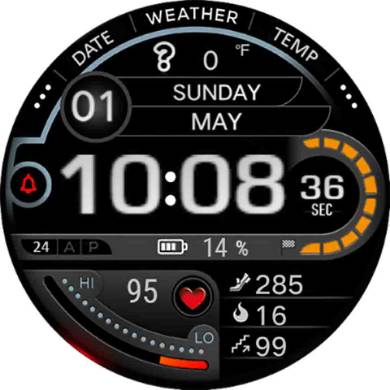 DATE WEATHER TEMP
? 0 °F
01 SUNDAY
MAY
10:08 36
SEC
24 A P 14 %
HI 95 LO
285
16
99